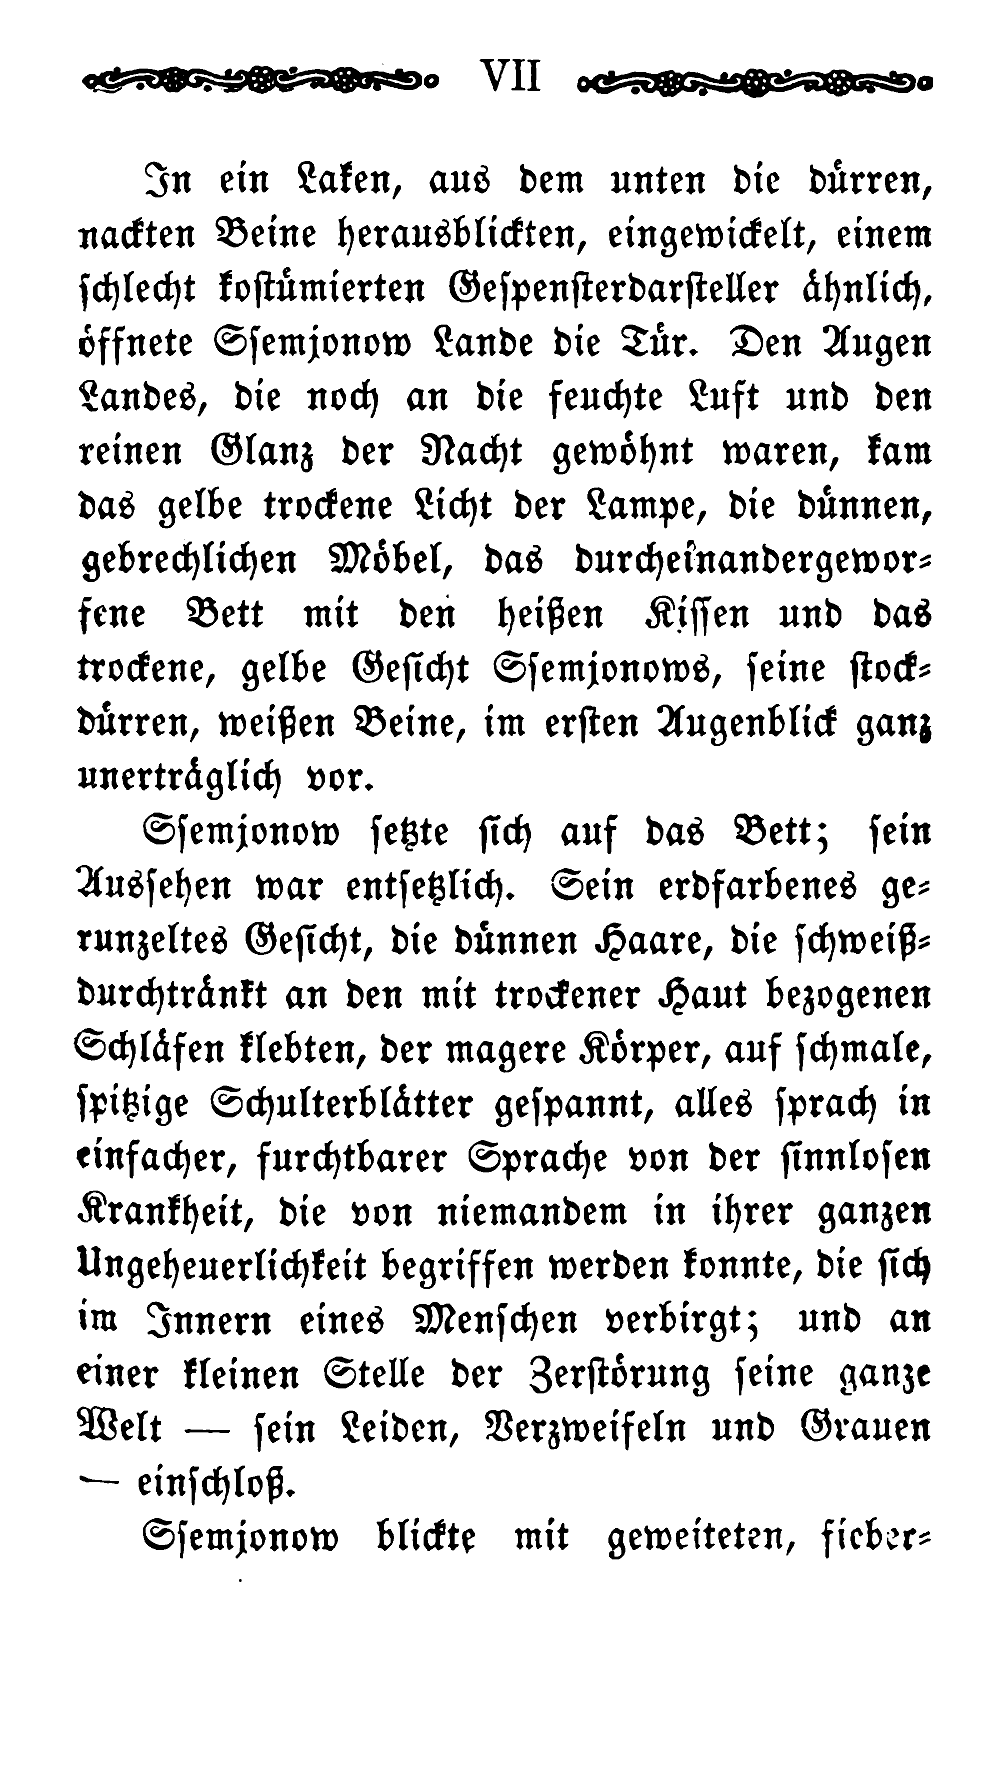 VII
In ein Laken, aus dem unten die dürren,
nackten Beine herausblickten, eingewickelt, einem
schlecht kostümierten Gespensterdarsteller ähnlich,
öffnete Ssemjonow Lande die Tür. Den Augen
Landes, die noch an die feuchte Luft und den
reinen Glanz der Nacht gewöhnt waren, kam
das gelbe trockene Licht der Lampe, die dünnen,
gebrechlichen Möbel, das durcheinandergewor-
fene Bett mit den heißen Kissen und das
trockene, gelbe Gesicht Ssemjonows, seine stock-
dürren, weißen Beine, im ersten Augenblick ganz
unerträglich vor.
Ssemjonow setzte sich auf das Bett; sein
Aussehen war entsetzlich. Sein erdfarbenes ge-
runzeltes Gesicht, die dünnen Haare, die schweiß-
durchtränkt an den mit trockener Haut bezogenen
Schläfen klebten, der magere Körper, auf schmale,
spitzige Schulterblätter gespannt, alles sprach in
einfacher, furchtbarer Sprache von der sinnlosen
Krankheit, die von niemandem in ihrer ganzen
Ungeheuerlichkeit begriffen werden konnte, die sich
im Innern eines Menschen verbirgt; und an
einer kleinen Stelle der Zerstörung seine ganze
Welt — sein Leiden, Verzweifeln und Grauen
— einschloß.
Ssemjonow blickte mit geweiteten, fieber-